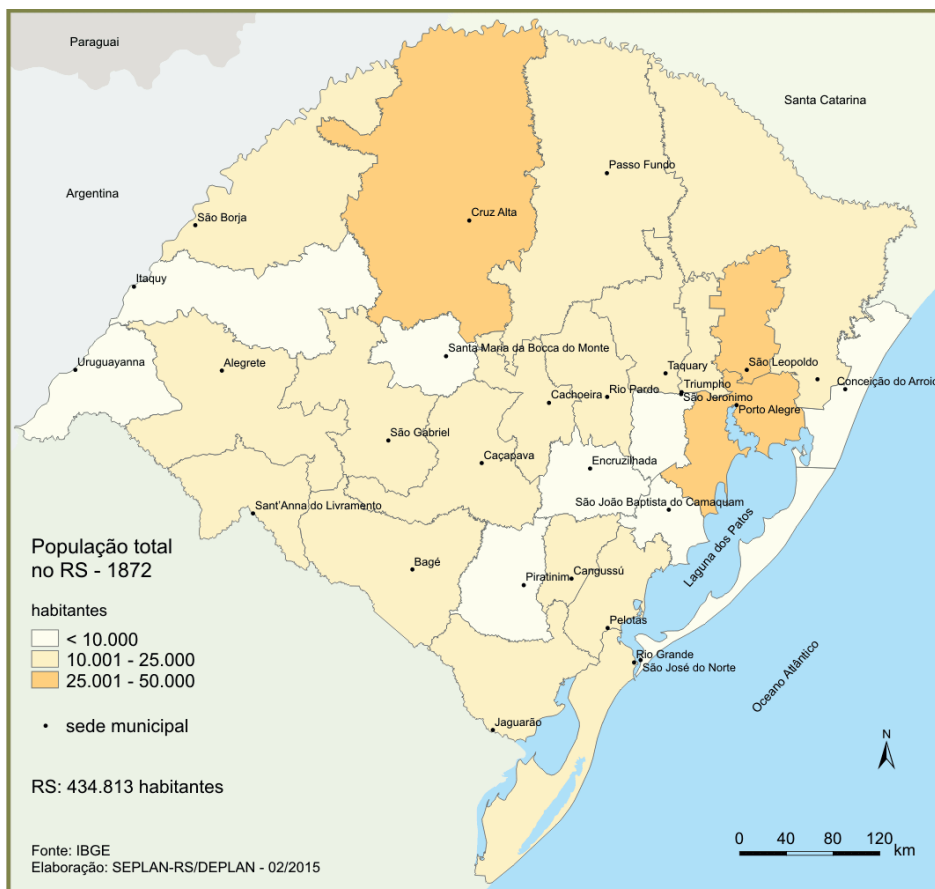 Paraguai
Santa Catarina
Passo Fundo
Argentina
Cruz Alta
São Borja
Itaquy
Santa Maria da Bocca do Monte
Uruguayanna
Alegrete
Taquary
São Leopoldo
Conceição do Arroio
Triumpho
Rio Pardo
São Jeronimo
Cachoeira
Porto Alegre
São Gabriel
Caçapava
Encruzilhada
São João Baptista do Camaquam
Sant'Anna do Livramento
Laguna dos Patos
Bagé
Cangussú
Piratinim
Pelotas
Rio Grande
São José do Norte
Oceano Atlântico
Jaguarão
População total
no RS - 1872
habitantes
< 10.000
10.001 - 25.000
25.001 - 50.000
sede municipal
RS: 434.813 habitantes
N
0 40 80 120
km
Fonte: IBGE
Elaboração: SEPLAN-RS/DEPLAN - 02/2015